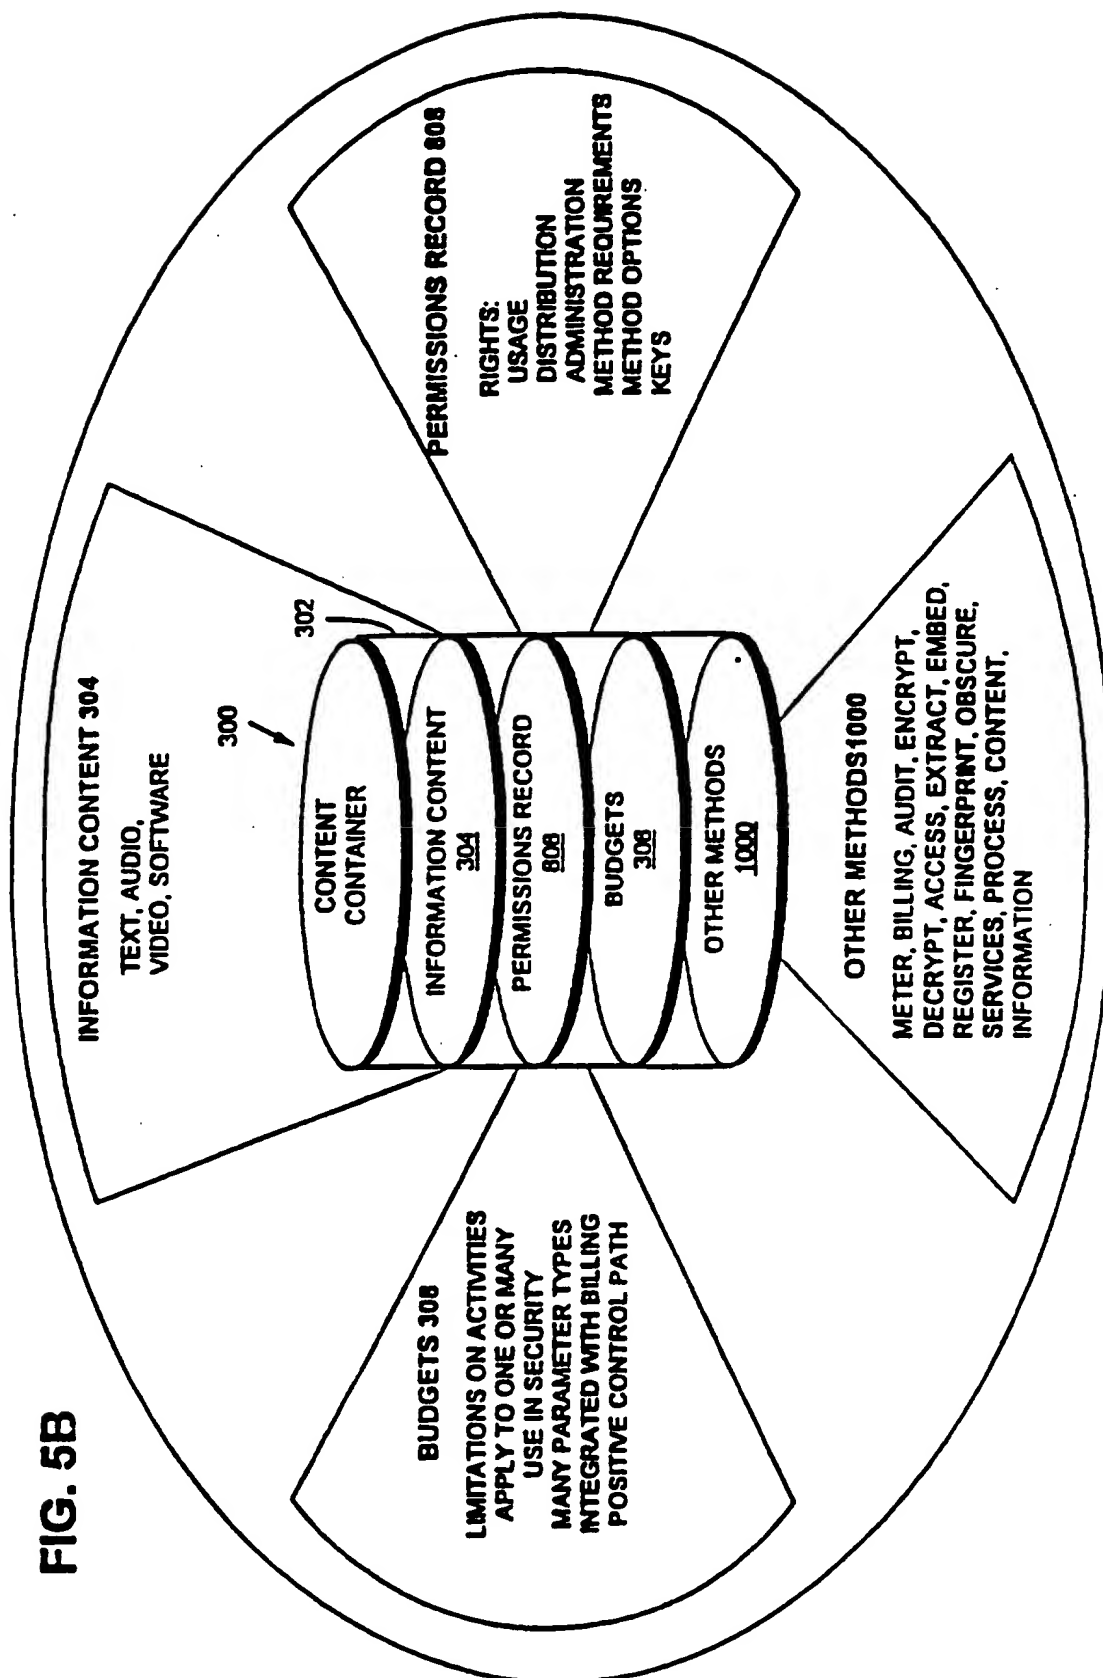 FIG. 5B
INFORMATION CONTENT 304
TEXT, AUDIO,
VIDEO, SOFTWARE
PERMISSIONS RECORD 808
RIGHTS:
USAGE
DISTRIBUTION
ADMINISTRATION
METHOD REQUIREMENTS
METHOD OPTIONS
KEYS
BUDGETS 308
LIMITATIONS ON ACTIVITIES
APPLY TO ONE OR MANY
USE IN SECURITY
MANY PARAMETER TYPES
INTEGRATED WITH BILLING
POSITIVE CONTROL PATH
300
302
CONTENT
CONTAINER
INFORMATION CONTENT
304
PERMISSIONS RECORD
808
BUDGETS
308
OTHER METHODS
1000
OTHER METHODS1000
METER, BILLING, AUDIT, ENCRYPT,
DECRYPT, ACCESS, EXTRACT, EMBED,
REGISTER, FINGERPRINT, OBSCURE,
SERVICES, PROCESS, CONTENT,
INFORMATION